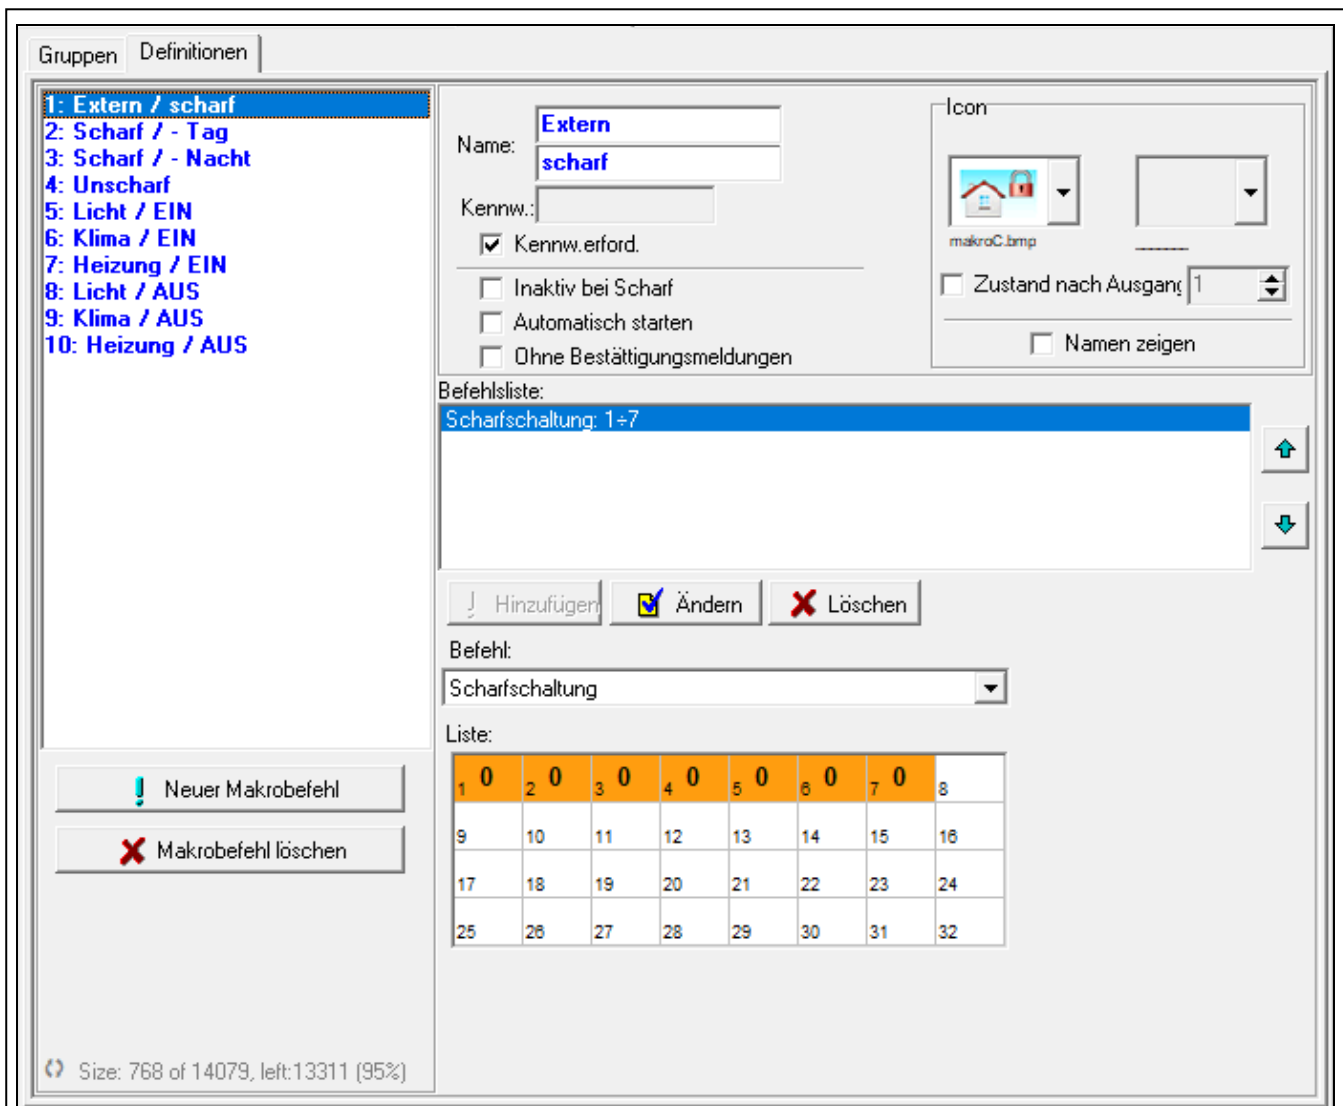 Gruppen
Definitionen
1: Extern / scharf
2: Scharf / - Tag
3: Scharf / - Nacht
4: Unscharf
5: Licht / EIN
6: Klima / EIN
7: Heizung / EIN
8: Licht / AUS
9: Klima / AUS
10: Heizung / AUS
Neuer Makrobefehl
Makrobefehl löschen
Size: 768 of 14079, left:13311 (95%)
Name:
Extern
scharf
Kennw.:
Kennw.erford.
Inaktiv bei Scharf
Automatisch starten
Ohne Bestättigungsmeldungen
Icon
makroC.bmp
Zustand nach Ausgang 1
Namen zeigen
Befehlsliste:
Scharfschaltung: 1÷7
Hinzufügen Ändern Löschen
Befehl:
Scharfschaltung
Liste:
1 0 2 0 3 0 4 0 5 0 6 0 7 0 8
9 10 11 12 13 14 15 16
17 18 19 20 21 22 23 24
25 26 27 28 29 30 31 32